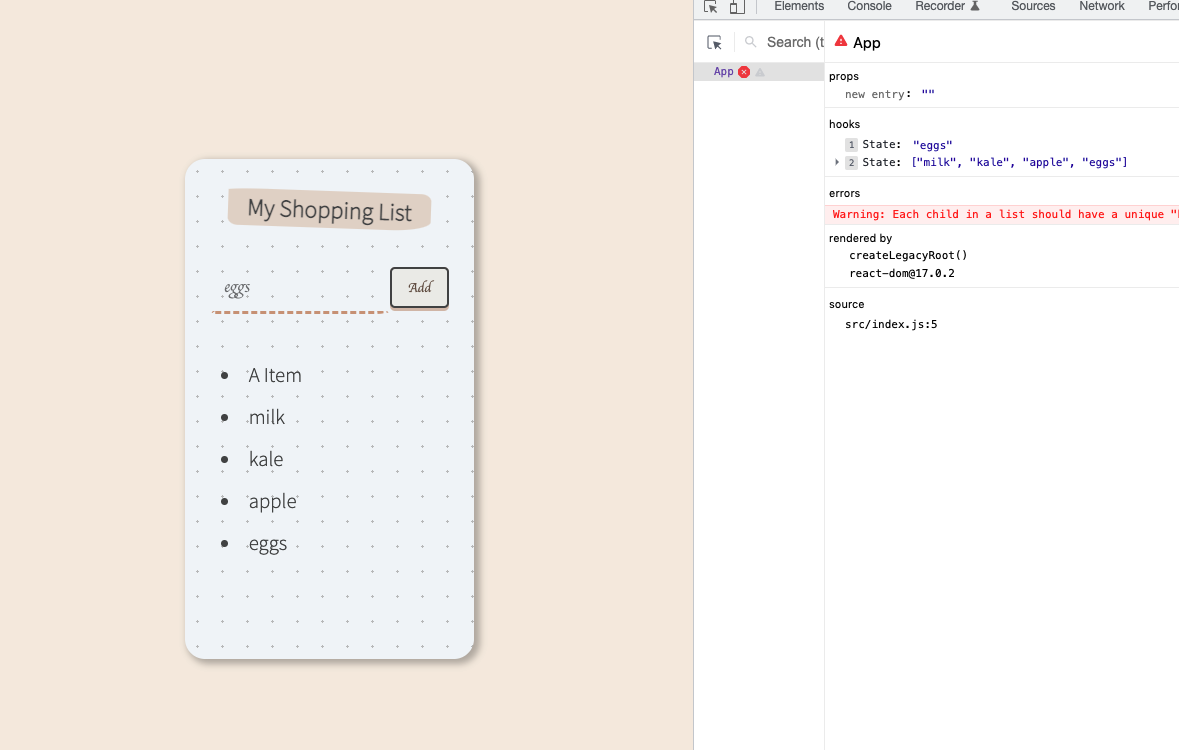 Elements Console Recorder Sources Network
Search (t
App
App
props
new entry: ""
hooks
1 State: "eggs"
2 State: ["milk", "kale", "apple", "eggs"]
errors
Warning: Each child in a list should have a unique "
rendered by
createLegacyRoot()
react-dom@17.0.2
source
src/index.js:5
My Shopping List
eggs
Add
A Item
milk
kale
apple
eggs